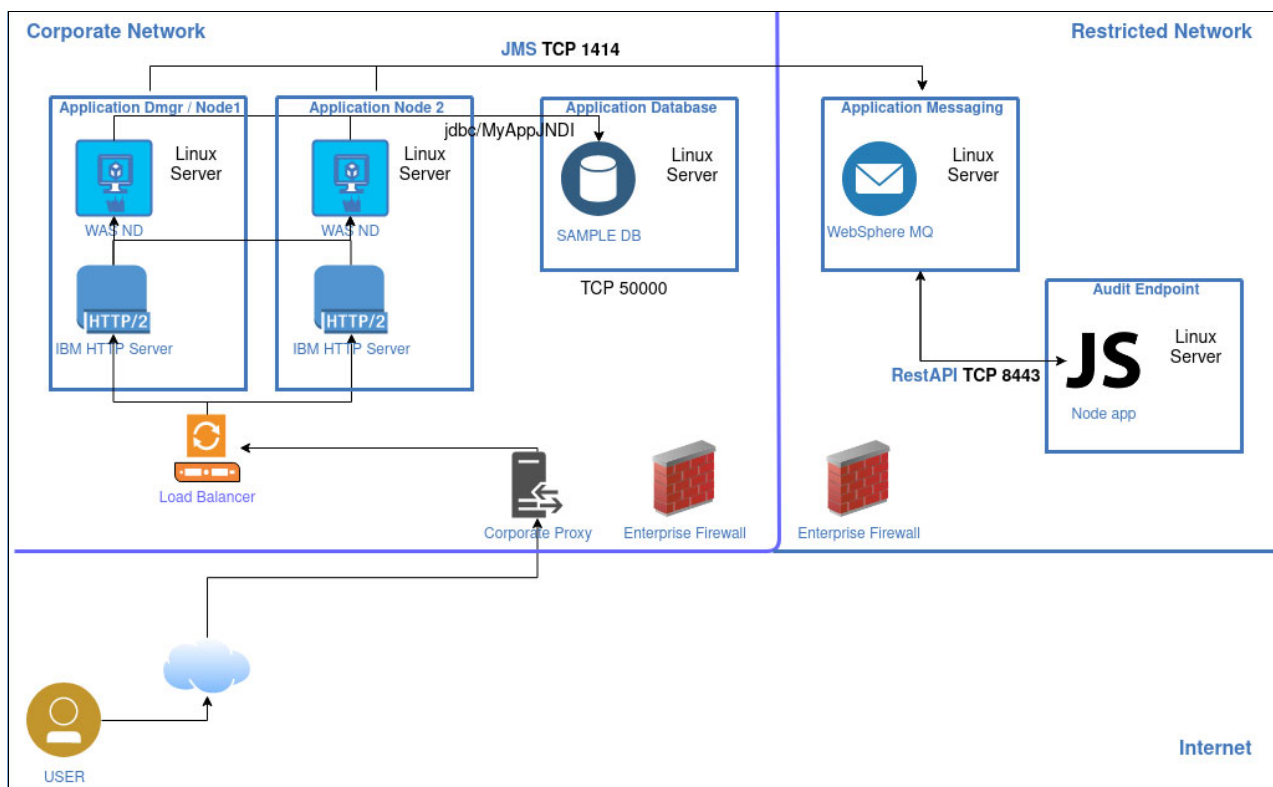 Corporate Network
Restricted Network
JMS TCP 1414
Application Dmgr / Node1
Application Node 2
Application Database
Application Messaging
jdbc/MyAppJNDI
Linux
Server
Linux
Server
Linux
Server
Linux
Server
WAS ND
WAS ND
SAMPLE DB
WebSphere MQ
TCP 50000
Audit Endpoint
HTTP/2
HTTP/2
IBM HTTP Server
IBM HTTP Server
Linux
Server
JS
RestAPI TCP 8443
Node app
Load Balancer
Corporate Proxy
Enterprise Firewall
Enterprise Firewall
Internet
USER